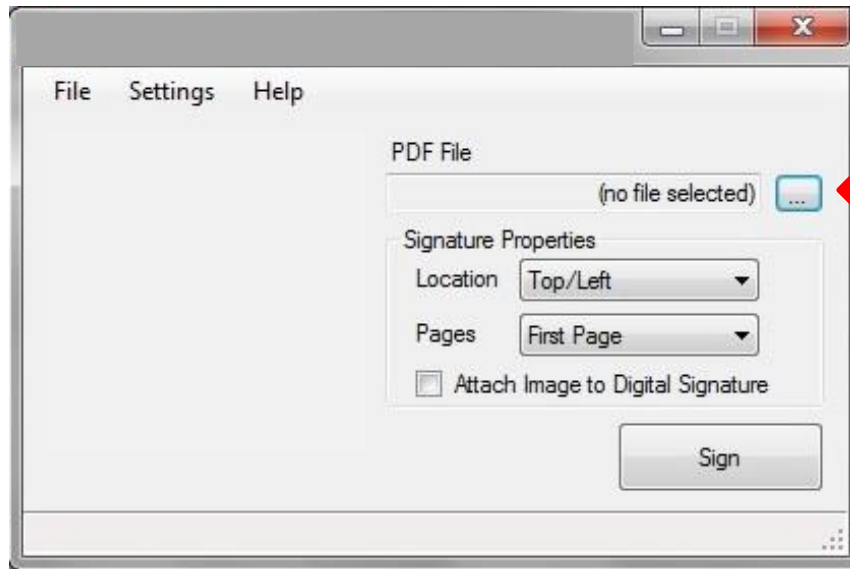 File Settings Help
PDF File
(no file selected) ...
Signature Properties
Location Top/Left
Pages First Page
Attach Image to Digital Signature
Sign